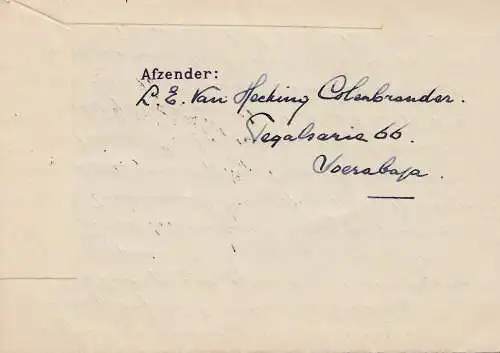 Afzender:
L. E. Van Hecking Colenbrander.
Tegalsarie 66.
Soerabaja.